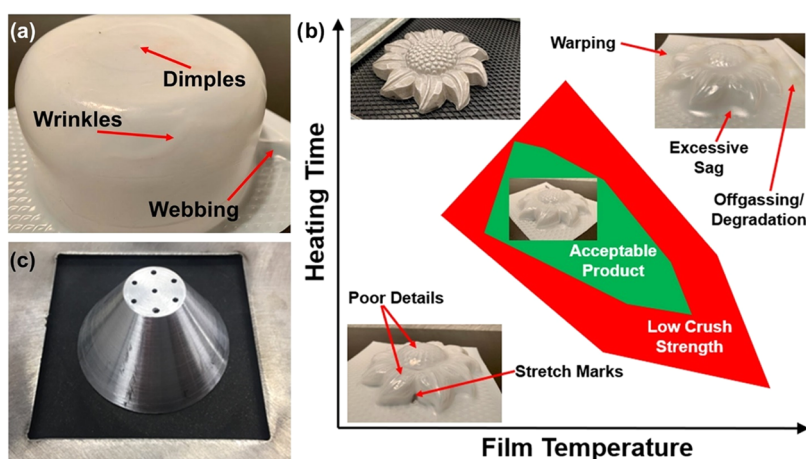 (a)
Dimples
Wrinkles
Webbing
(c)
(b)
Heating Time
Warping
Excessive
Sag
Offgassing/
Degradation
Acceptable
Product
Low Crush
Strength
Poor Details
Stretch Marks
Film Temperature